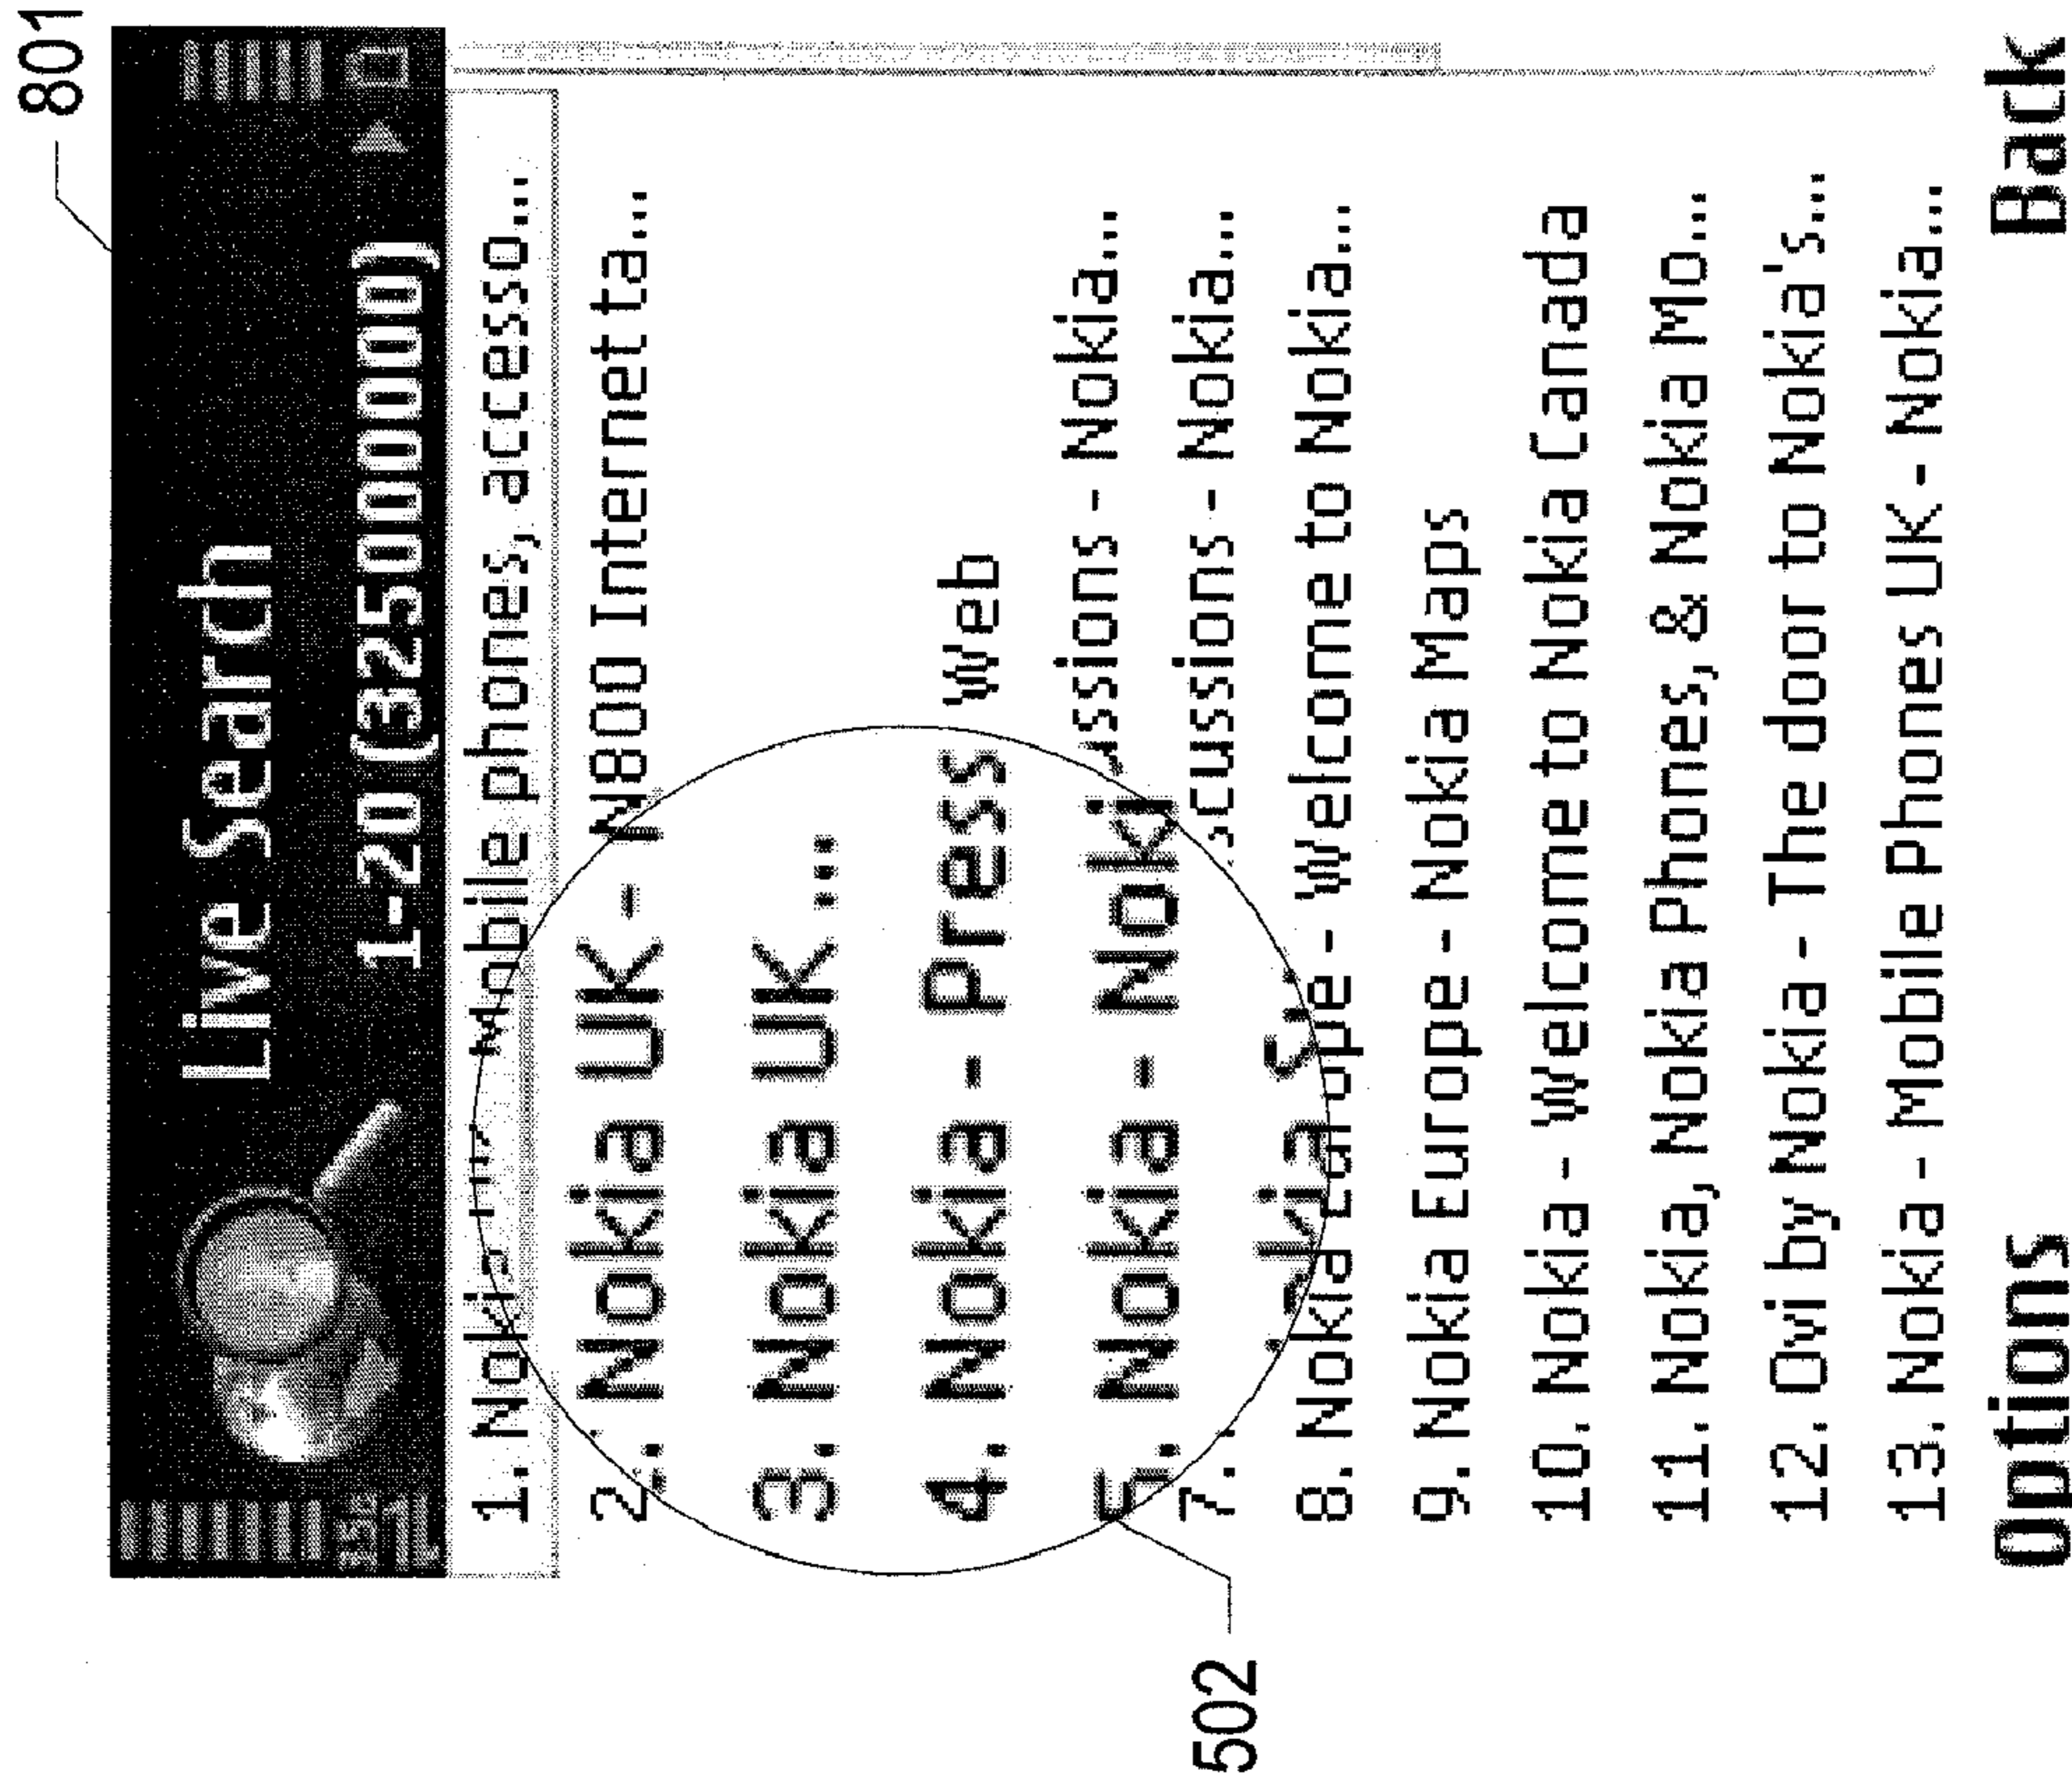 801
Live Search
1-20 (325000000)
1. Nokia Mobile phones, accesso...
2. Nokia UK - N800 Internet ta...
3. Nokia UK...
4. Nokia - Press Web
5. Nokia - Noki ussions - Nokia...
7. cussions - Nokia...
8. Nokia Europe - Welcome to Nokia...
9. Nokia Europe - Nokia Maps
10. Nokia - Welcome to Nokia Canada
11. Nokia, Nokia Phones, & Nokia Mo...
12. Ovi by Nokia - The door to Nokia's...
13. Nokia - Mobile Phones UK - Nokia...
Options Back
502